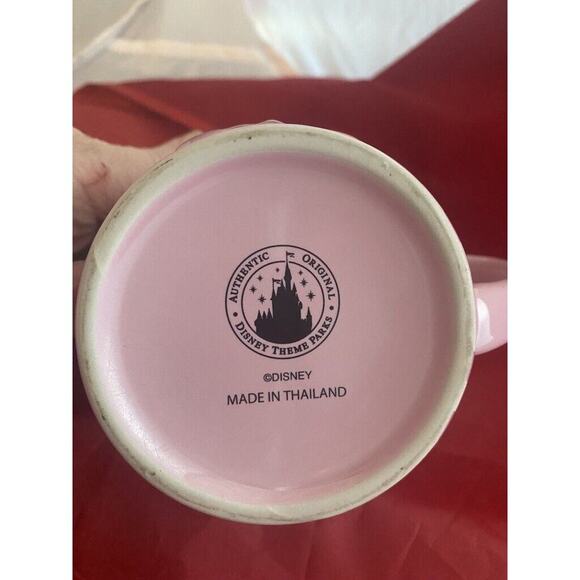 AUTHENTIC ORIGINAL
• DISNEY THEME PARKS •
©DISNEY
MADE IN THAILAND